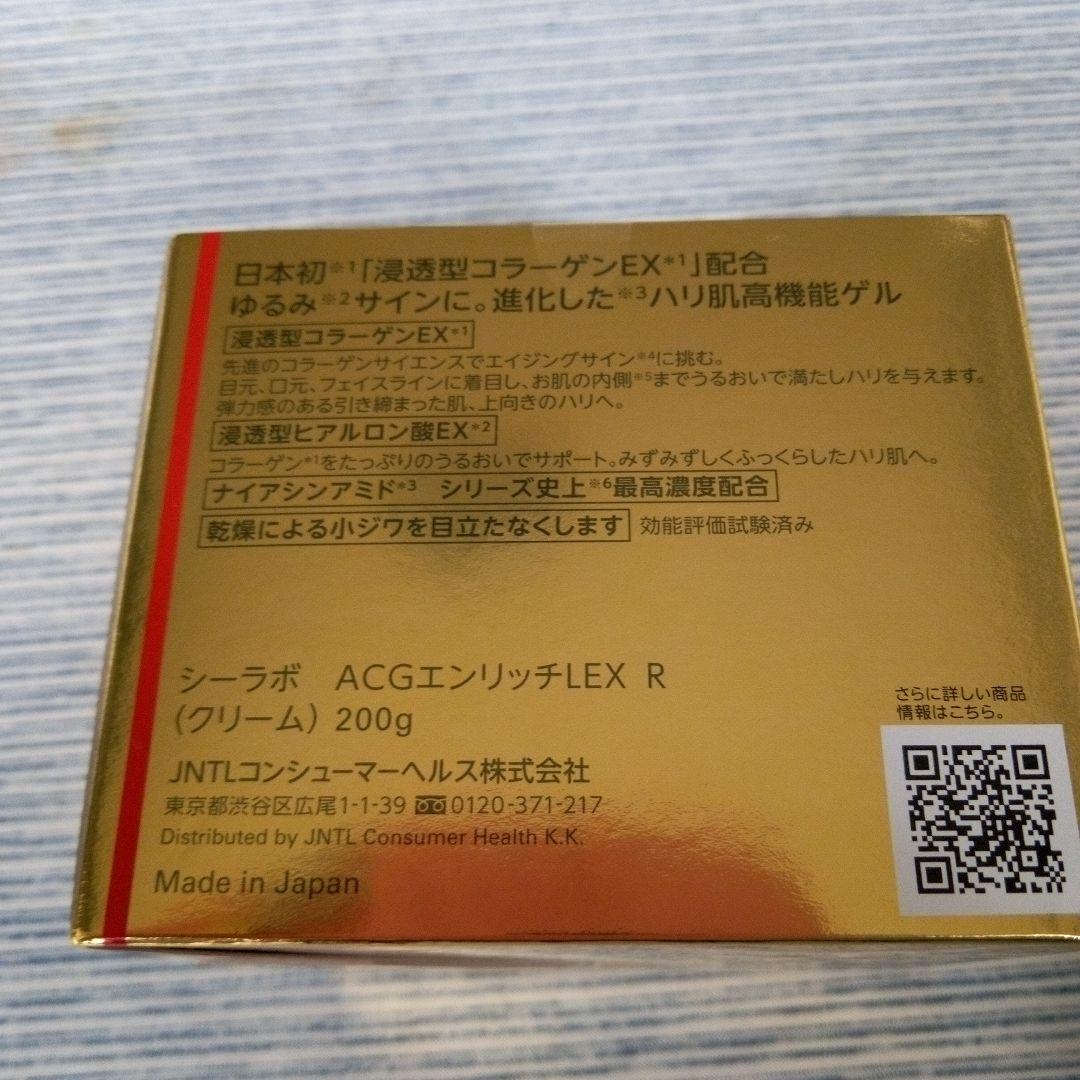 日本初※1「浸透型コラーゲンEX*1」配合
ゆるみ※2サインに。進化した※3ハリ肌高機能ゲル
浸透型コラーゲンEX*1
先進のコラーゲンサイエンスでエイジングサイン※4に挑む。
目元、口元、フェイスラインに着目し、お肌の内側※5までうるおいで満たしハリを与えます。
弾力感のある引き締まった肌、上向きのハリへ。
浸透型ヒアルロン酸EX*2
コラーゲン*1をたっぷりのうるおいでサポート。みずみずしくふっくらしたハリ肌へ。
ナイアシンアミド*3 シリーズ史上※6最高濃度配合
乾燥による小ジワを目立たなくします 効能評価試験済み
シーラボ ACGエンリッチLEX R
(クリーム) 200g
JNTLコンシューマーヘルス株式会社
東京都渋谷区広尾1-1-39 0120-371-217
Distributed by JNTL Consumer Health K.K.
Made in Japan
さらに詳しい商品
情報はこちら。